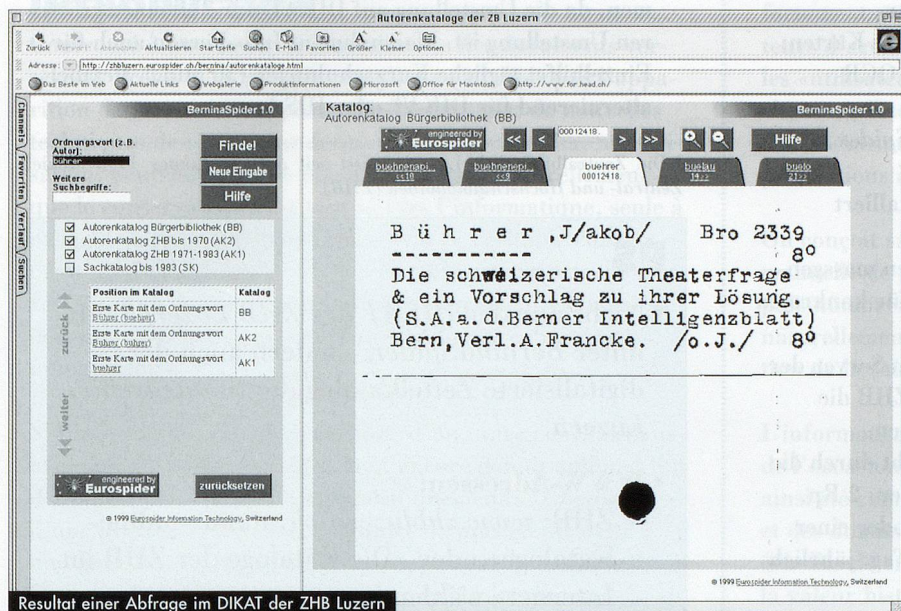 Autorenkataloge der ZB Luzern
Zurück Vorwärts Abbrechen Aktualisieren Startseite Suchen E-Mail Favoriten Größer Kleiner Optionen
Adresse: http://zhbluzern.eurospider.ch/bernina/autorenkataloge.html
Das Beste im Web Aktuelle Links Webgalerie Produktinformationen Microsoft Office für Macintosh http://www.for.head.ch/
Channels Favoriten Verlauf Suchen
BerninaSpider 1.0
Ordnungswort (z.B.
Autor):
bührer
Weitere
Suchbegriffe:
Finde!
Neue Eingabe
Hilfe
Autorenkatalog Bürgerbibliothek (BB)
Autorenkatalog ZHB bis 1970 (AK2)
Autorenkatalog ZHB 1971-1983 (AK1)
Sachkatalog bis 1983 (SK)
zurück
weiter
Position im Katalog Katalog
Erste Karte mit dem Ordnungswort
Bührer (buehrer) BB
Erste Karte mit dem Ordnungswort
Bührer (buhrer) AK2
Erste Karte mit dem Ordnungswort
buehrer AK1
engineered by
Eurospider
zurücksetzen
© 1999 Eurospider Information Technology, Switzerland
Katalog:
Autorenkatalog Bürgerbibliothek (BB)
BerninaSpider 1.0
engineered by
Eurospider
<< < 00012418. > >> Hilfe
buehnenspi.
<<10
buehnenspi.
<<9
buehrer
00012418.
buelau
14>>
buelo
21>>
B ü h r e r ,J/akob/ Bro 2339
8º
-----------
Die schweizerische Theaterfrage
& ein Vorschlag zu ihrer Lösung.
(S.A.a.d.Berner Intelligenzblatt)
Bern,Verl.A.Francke. /o.J./ 8º
© 1999 Eurospider Information Technology, Switzerland
Resultat einer Abfrage im DIKAT der ZHB Luzern